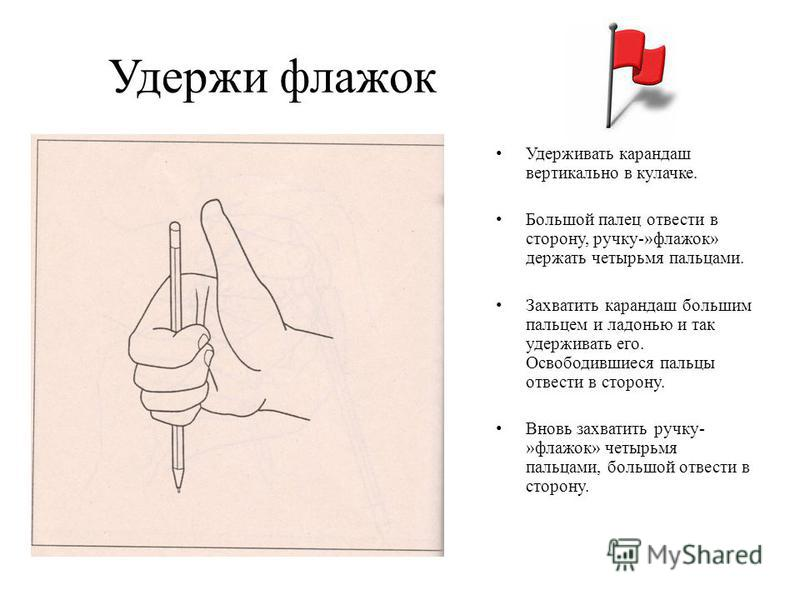 Удержи флажок
• Удерживать карандаш
вертикально в кулачке.
• Большой палец отвести в
сторону, ручку-»флажок»
держать четырьмя пальцами.
• Захватить карандаш большим
пальцем и ладонью и так
удерживать его.
Освободившиеся пальцы
отвести в сторону.
• Вновь захватить ручку-
»флажок» четырьмя
пальцами, большой отвести в
сторону.
MyShared